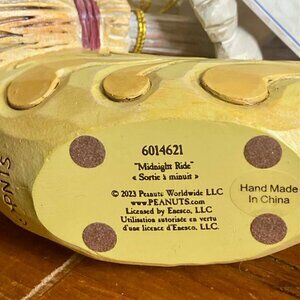 6014621
"Midnight Ride"
« Sortie à minuit »
© 2023 Peanuts Worldwide LLC
www.PEANUTS.com
Licensed by Enesco, LLC
Utilisation autorisée en vertu
d'une licence d'Enesco, LLC.
Hand Made
In China